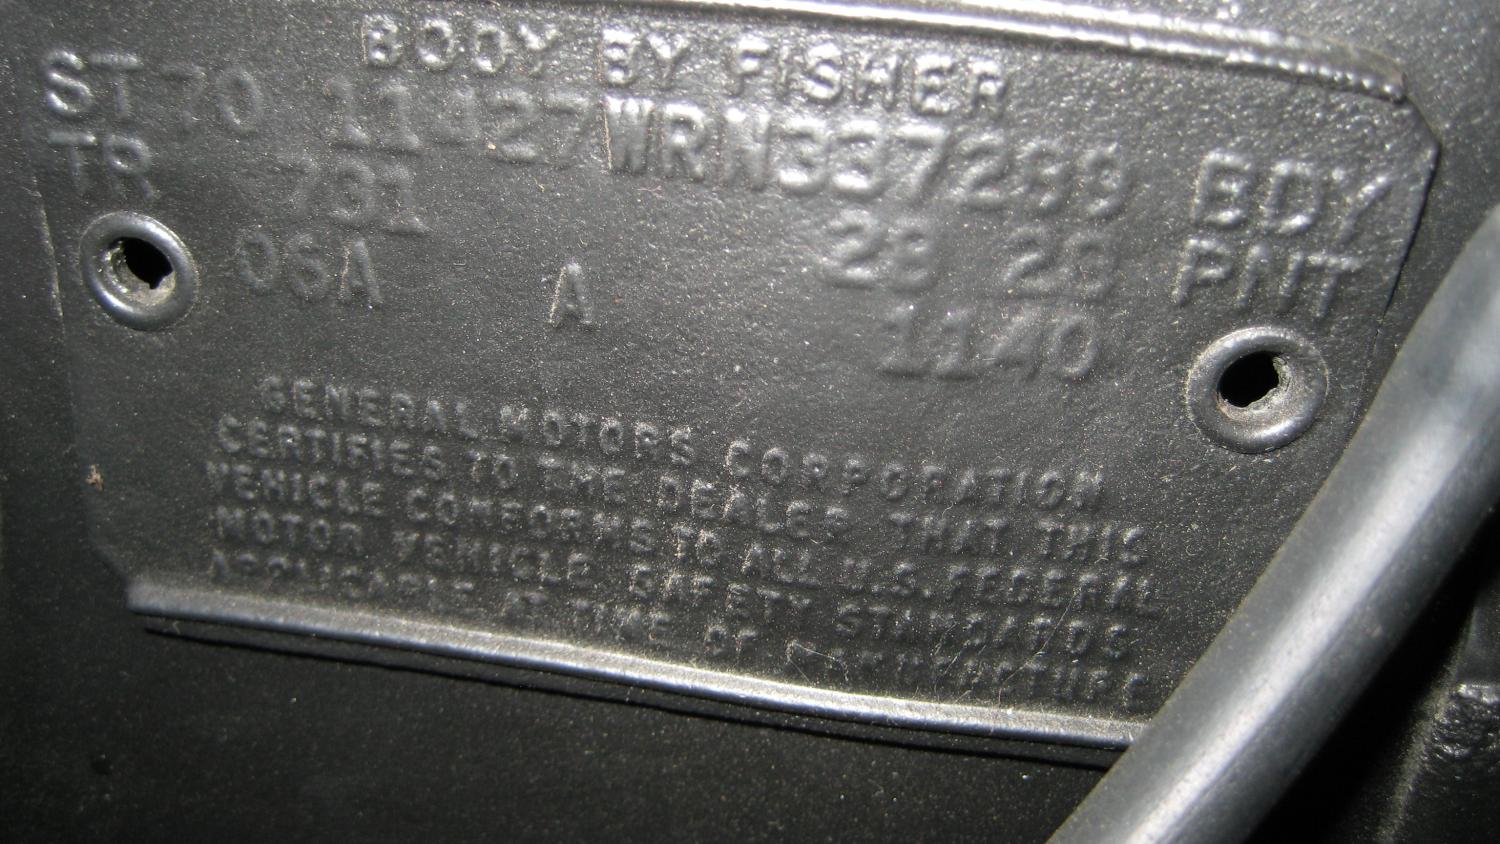 BODY BY FISHER
ST 70 11427 WRN337289 BDY
TR 731 28 28 PNT
06A A
1140
GENERAL MOTORS CORPORATION
CERTIFIES TO THE DEALER THAT THIS
VEHICLE CONFORMS TO ALL U.S. FEDERAL
MOTOR VEHICLE SAFETY STANDARDS
APPLICABLE AT TIME OF MANUFACTURE